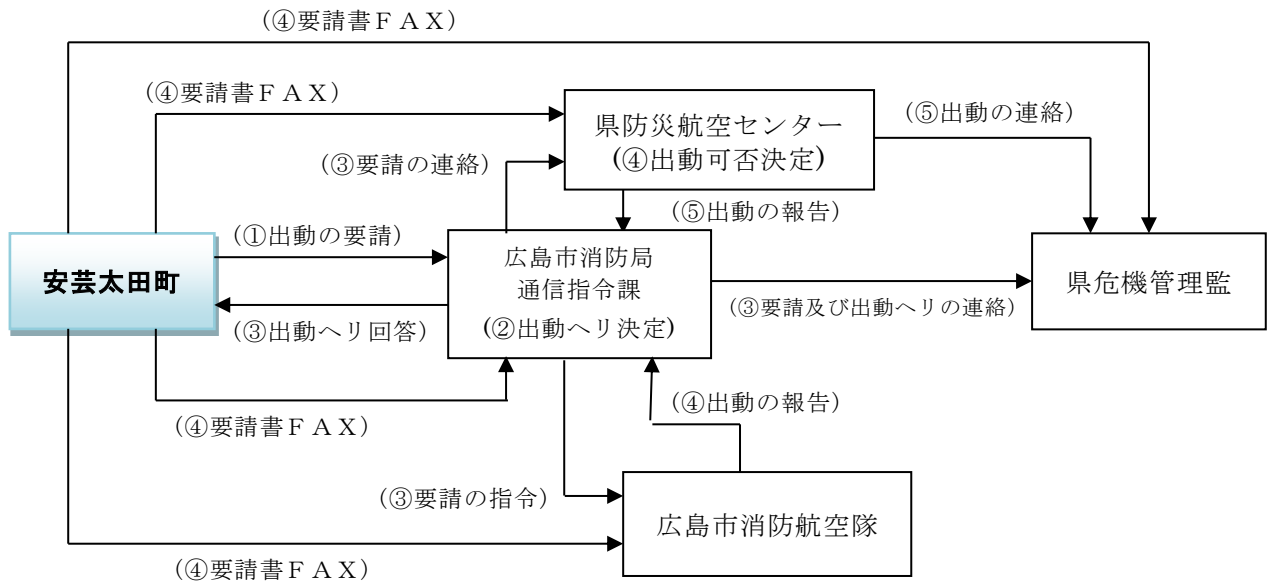 (④要請書ＦＡＸ)
(④要請書ＦＡＸ)
県防災航空センター
(④出動可否決定)
(⑤出動の連絡)
(③要請の連絡)
(⑤出動の報告)
(①出動の要請)
安芸太田町
広島市消防局
通信指令課
(②出動ヘリ決定)
県危機管理監
(③出動ヘリ回答)
(③要請及び出動ヘリの連絡)
(④要請書ＦＡＸ)
(④出動の報告)
(③要請の指令)
広島市消防航空隊
(④要請書ＦＡＸ)